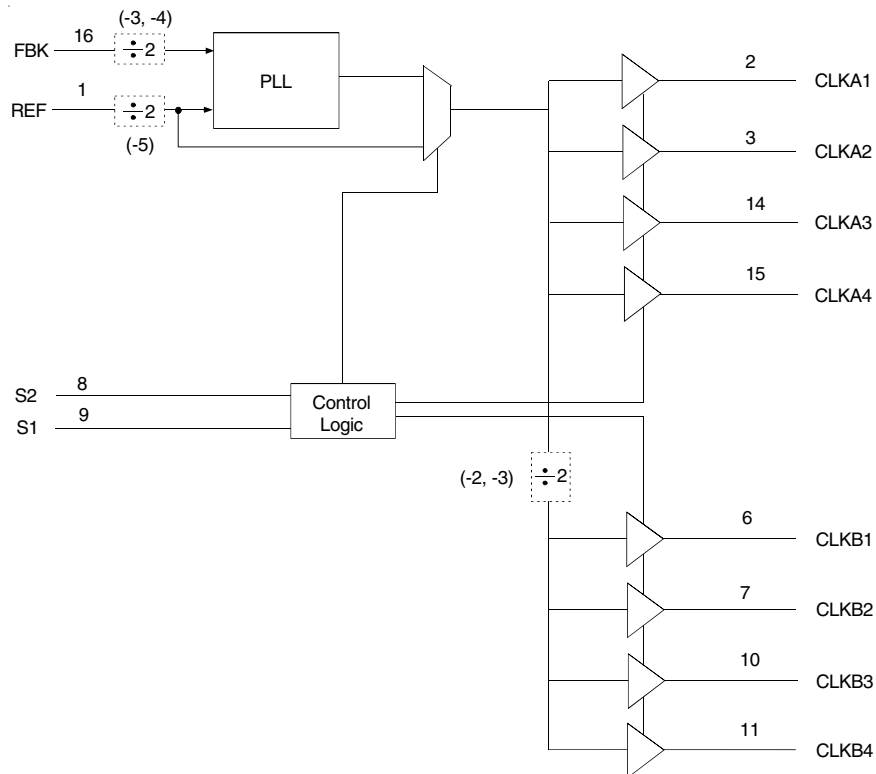 (-3, -4)
FBK 16 ÷2
PLL
REF 1 ÷2
(-5)
2 CLKA1
3 CLKA2
14 CLKA3
15 CLKA4
S2 8
S1 9
Control
Logic
(-2, -3) ÷2
6 CLKB1
7 CLKB2
10 CLKB3
11 CLKB4